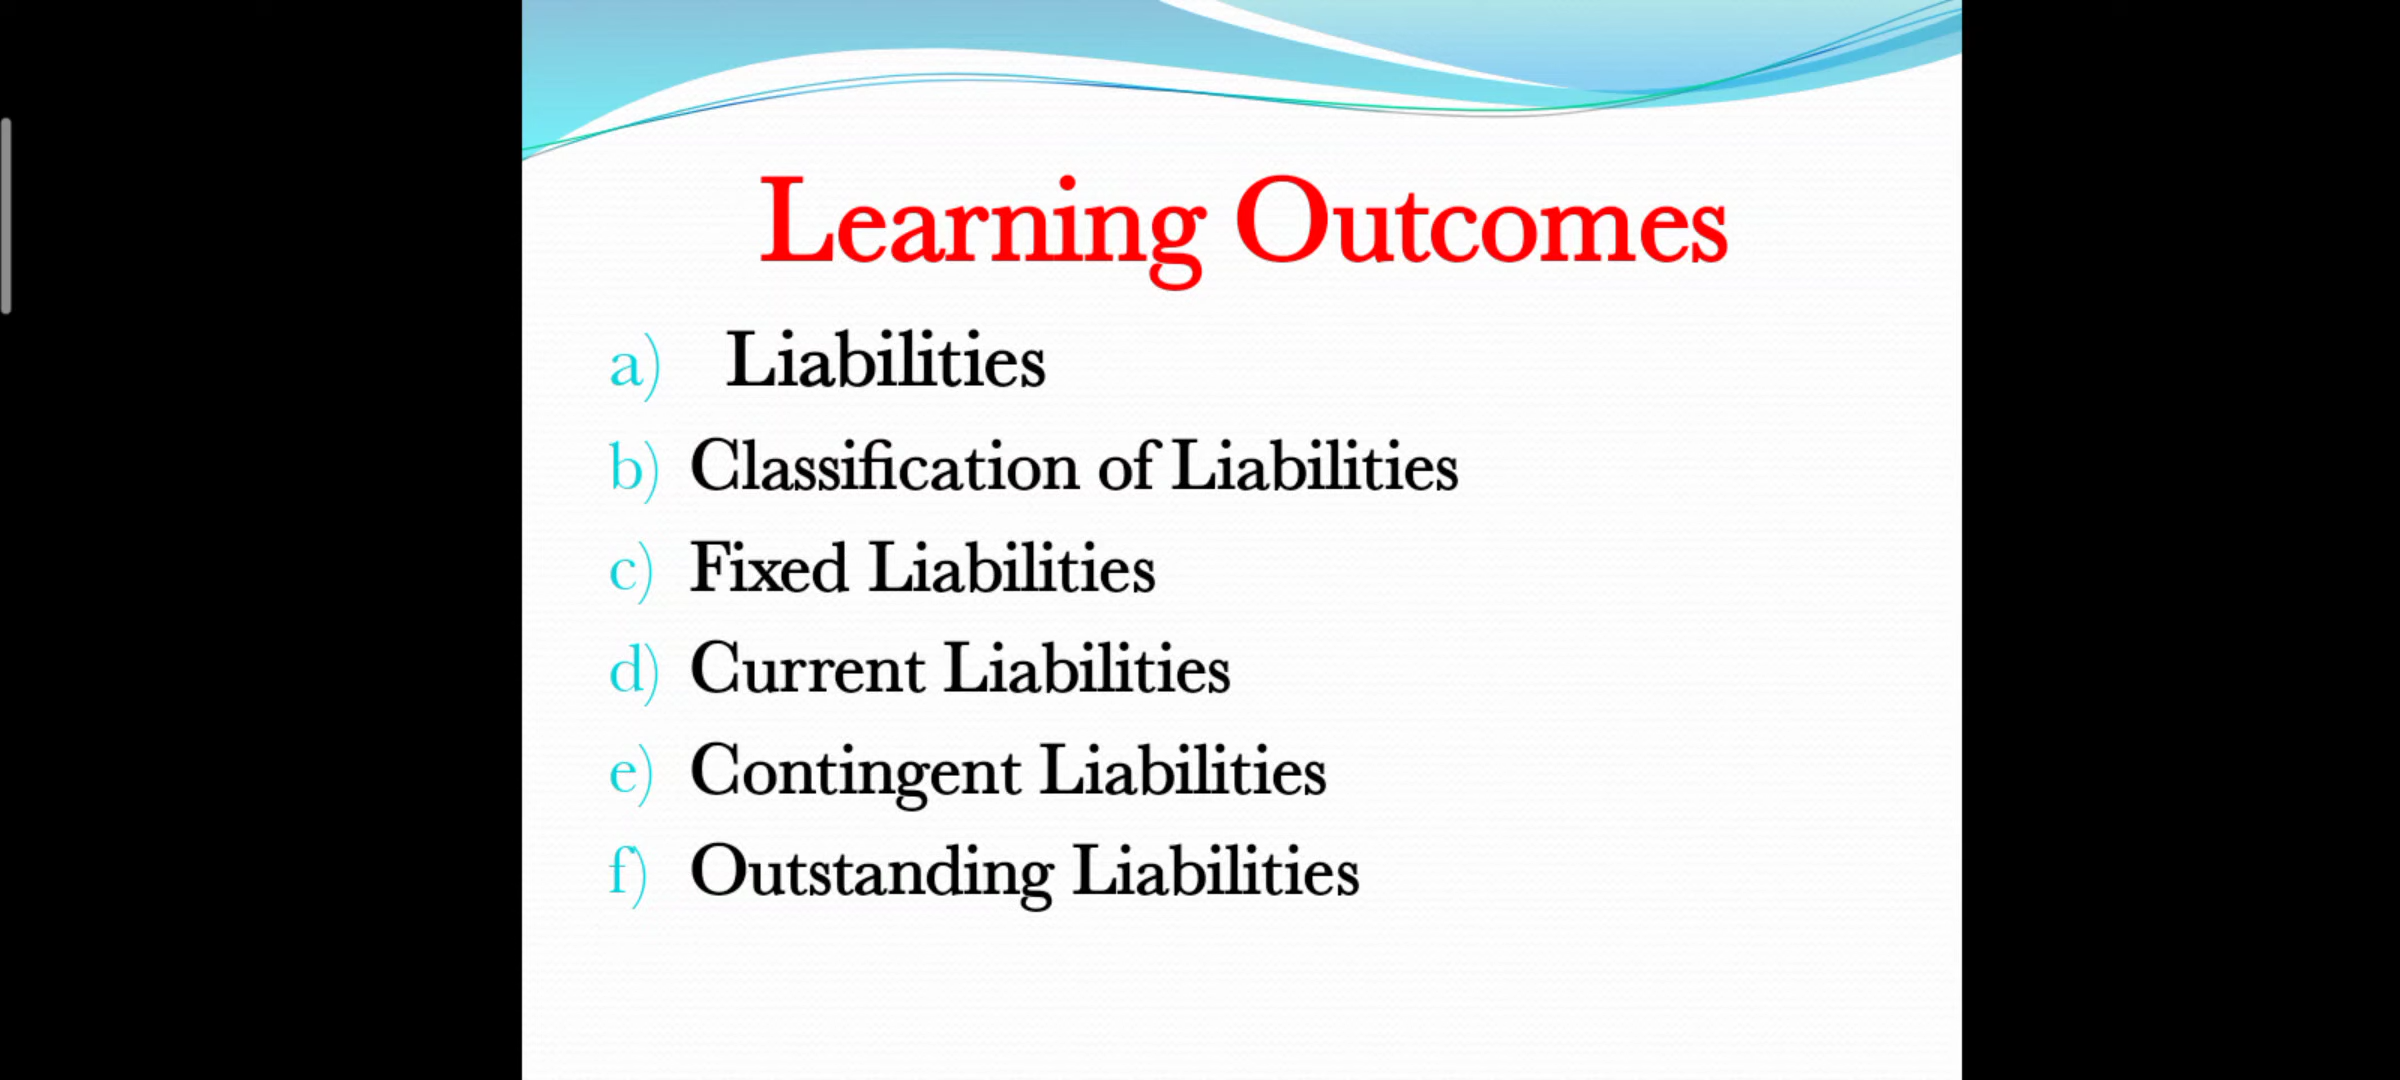 Learning Outcomes
a) Liabilities
b) Classification of Liabilities
c) Fixed Liabilities
d) Current Liabilities
e) Contingent Liabilities
f) Outstanding Liabilities